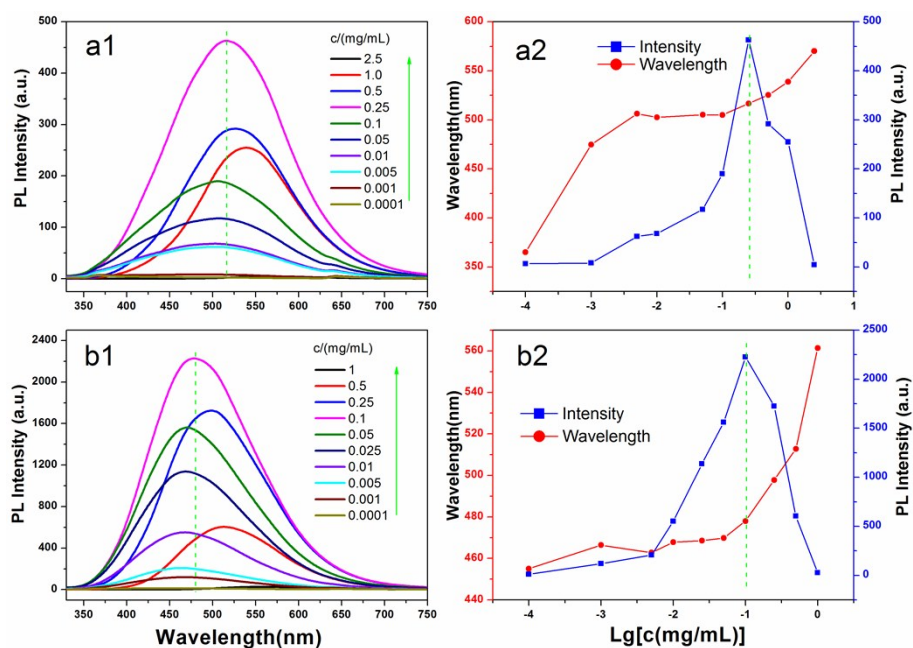 a1
c/(mg/mL)
2.5
1.0
0.5
0.25
0.1
0.05
0.01
0.005
0.001
0.0001
PL Intensity (a.u.)
500
400
300
200
100
0
350 400 450 500 550 600 650 700 750
a2
Intensity
Wavelength
Wavelength(nm)
600
550
500
450
400
350
PL Intensity (a.u.)
500
450
400
350
300
250
200
150
100
50
0
-4 -3 -2 -1 0 1
b1
c/(mg/mL)
1
0.5
0.25
0.1
0.05
0.025
0.01
0.005
0.001
0.0001
PL Intensity (a.u.)
2400
2000
1600
1200
800
400
0
350 400 450 500 550 600 650 700 750
Wavelength(nm)
b2
Intensity
Wavelength
Wavelength(nm)
560
540
520
500
480
460
440
PL Intensity (a.u.)
2500
2000
1500
1000
500
0
-4 -3 -2 -1 0
Lg[c(mg/mL)]